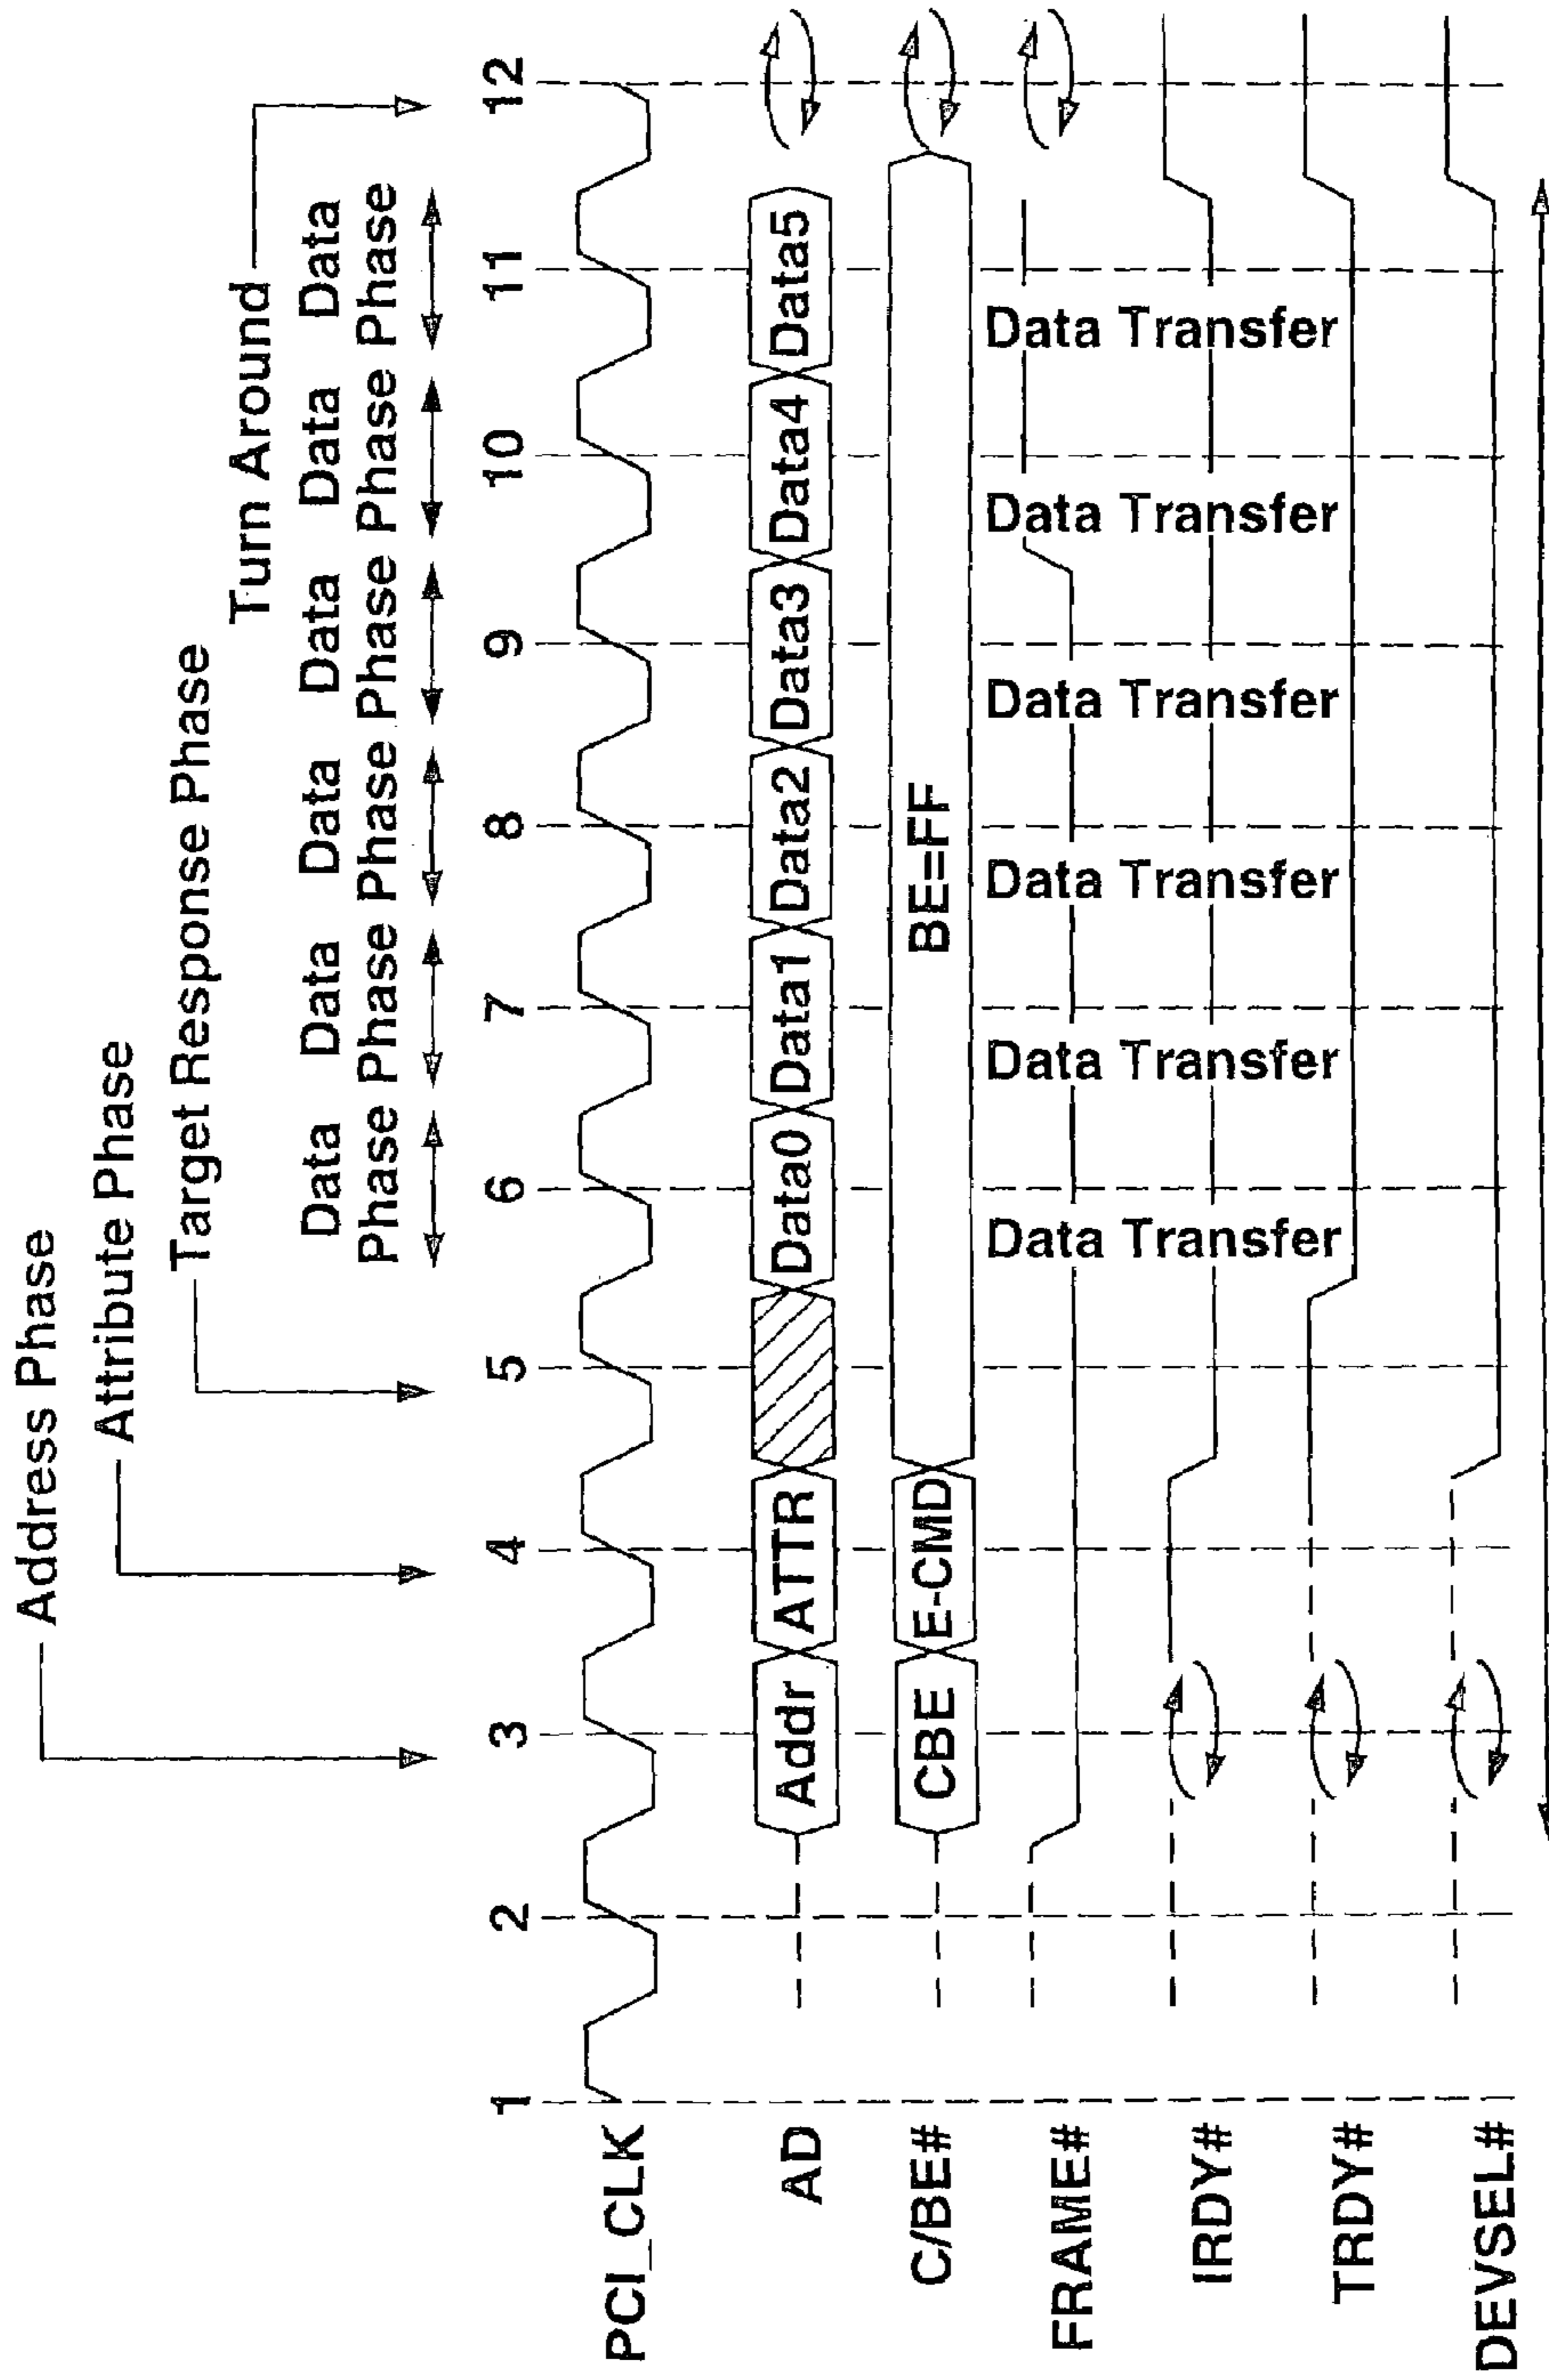 Address Phase
Attribute Phase
Target Response Phase
Turn Around
Data Data Data Data Data Data
Phase Phase Phase Phase Phase Phase
1 2 3 4 5 6 7 8 9 10 11 12
PCI_CLK
AD Addr ATTR Data0 Data1 Data2 Data3 Data4 Data5
C/BE# CBE E-CMD BE=FF
FRAME#
Data Transfer Data Transfer Data Transfer Data Transfer Data Transfer Data Transfer
IRDY#
TRDY#
DEVSEL#